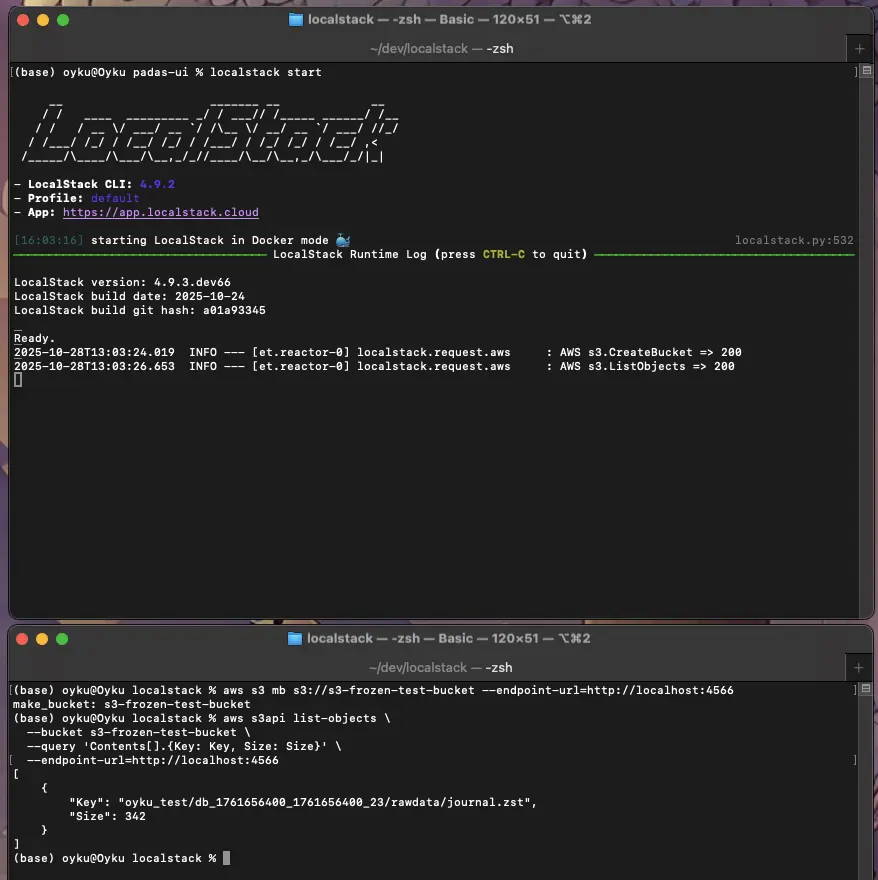 localstack — -zsh — Basic — 120×51 — ⌥⌘2
~/dev/localstack — -zsh
(base) oyku@Oyku padas-ui % localstack start
LocalStack
- LocalStack CLI: 4.9.2
- Profile: default
- App: https://app.localstack.cloud
[16:03:16] starting LocalStack in Docker mode 🐳 localstack.py:532
LocalStack Runtime Log (press CTRL-C to quit)
LocalStack version: 4.9.3.dev66
LocalStack build date: 2025-10-24
LocalStack build git hash: a01a93345
Ready.
2025-10-28T13:03:24.019  INFO --- [et.reactor-0] localstack.request.aws     : AWS s3.CreateBucket => 200
2025-10-28T13:03:26.653  INFO --- [et.reactor-0] localstack.request.aws     : AWS s3.ListObjects => 200
localstack — -zsh — Basic — 120×51 — ⌥⌘2
~/dev/localstack — -zsh
(base) oyku@Oyku localstack % aws s3 mb s3://s3-frozen-test-bucket --endpoint-url=http://localhost:4566
make_bucket: s3-frozen-test-bucket
(base) oyku@Oyku localstack % aws s3api list-objects \
  --bucket s3-frozen-test-bucket \
  --query 'Contents[].{Key: Key, Size: Size}' \
  --endpoint-url=http://localhost:4566
[
    {
        "Key": "oyku_test/db_1761656400_1761656400_23/rawdata/journal.zst",
        "Size": 342
    }
]
(base) oyku@Oyku localstack %